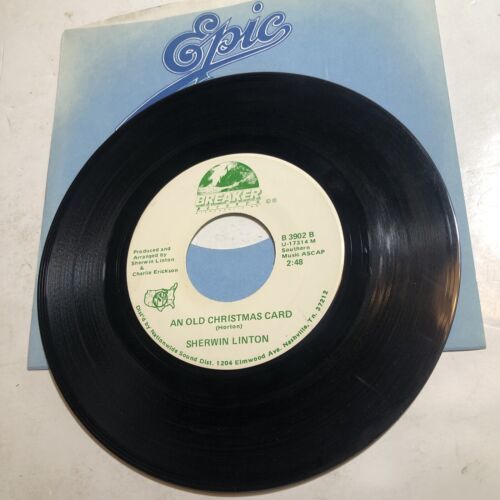 Epic
BREAKER
B 3902 B
U-17314 M
Southern
Music ASCAP
2:48
Produced and
Arranged by
Sherwin Linton
&
Charlie Erickson
AN OLD CHRISTMAS CARD
(Horton)
SHERWIN LINTON
Dist'd by Nationwide Sound Dist. 1204 Elmwood Ave. Nashville, Tn. 37212